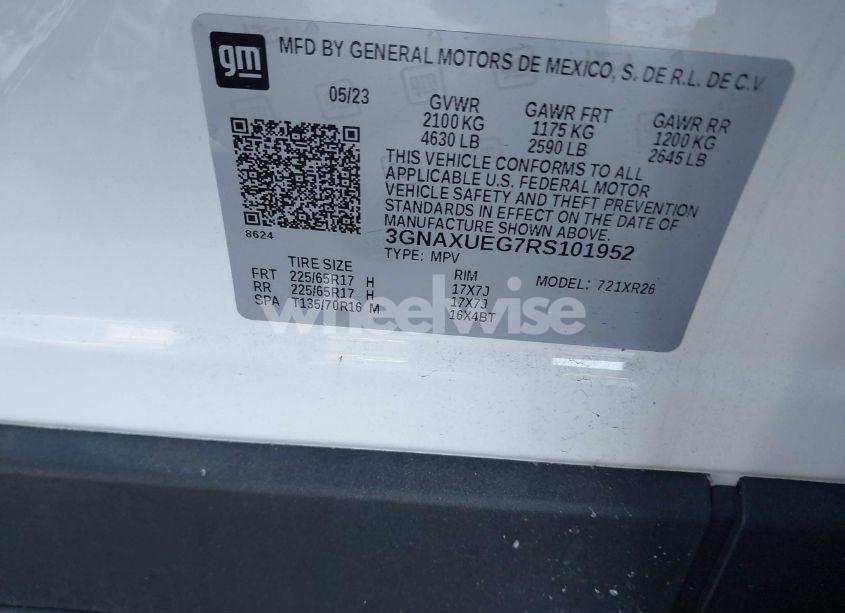 gm
MFD BY GENERAL MOTORS DE MEXICO, S. DE R.L. DE C.V
05/23 GVWR GAWR FRT GAWR RR
2100 KG 1175 KG 1200 KG
4630 LB 2590 LB 2645 LB
THIS VEHICLE CONFORMS TO ALL
APPLICABLE U.S. FEDERAL MOTOR
VEHICLE SAFETY AND THEFT PREVENTION
STANDARDS IN EFFECT ON THE DATE OF
MANUFACTURE SHOWN ABOVE.
8624
3GNAXUEG7RS101952
TYPE: MPV
TIRE SIZE RIM MODEL: 721XR26
FRT 225/65R17 H 17X7J
RR 225/65R17 H 17X7J
SPA T135/70R16 M 16X4BT
wheelwise